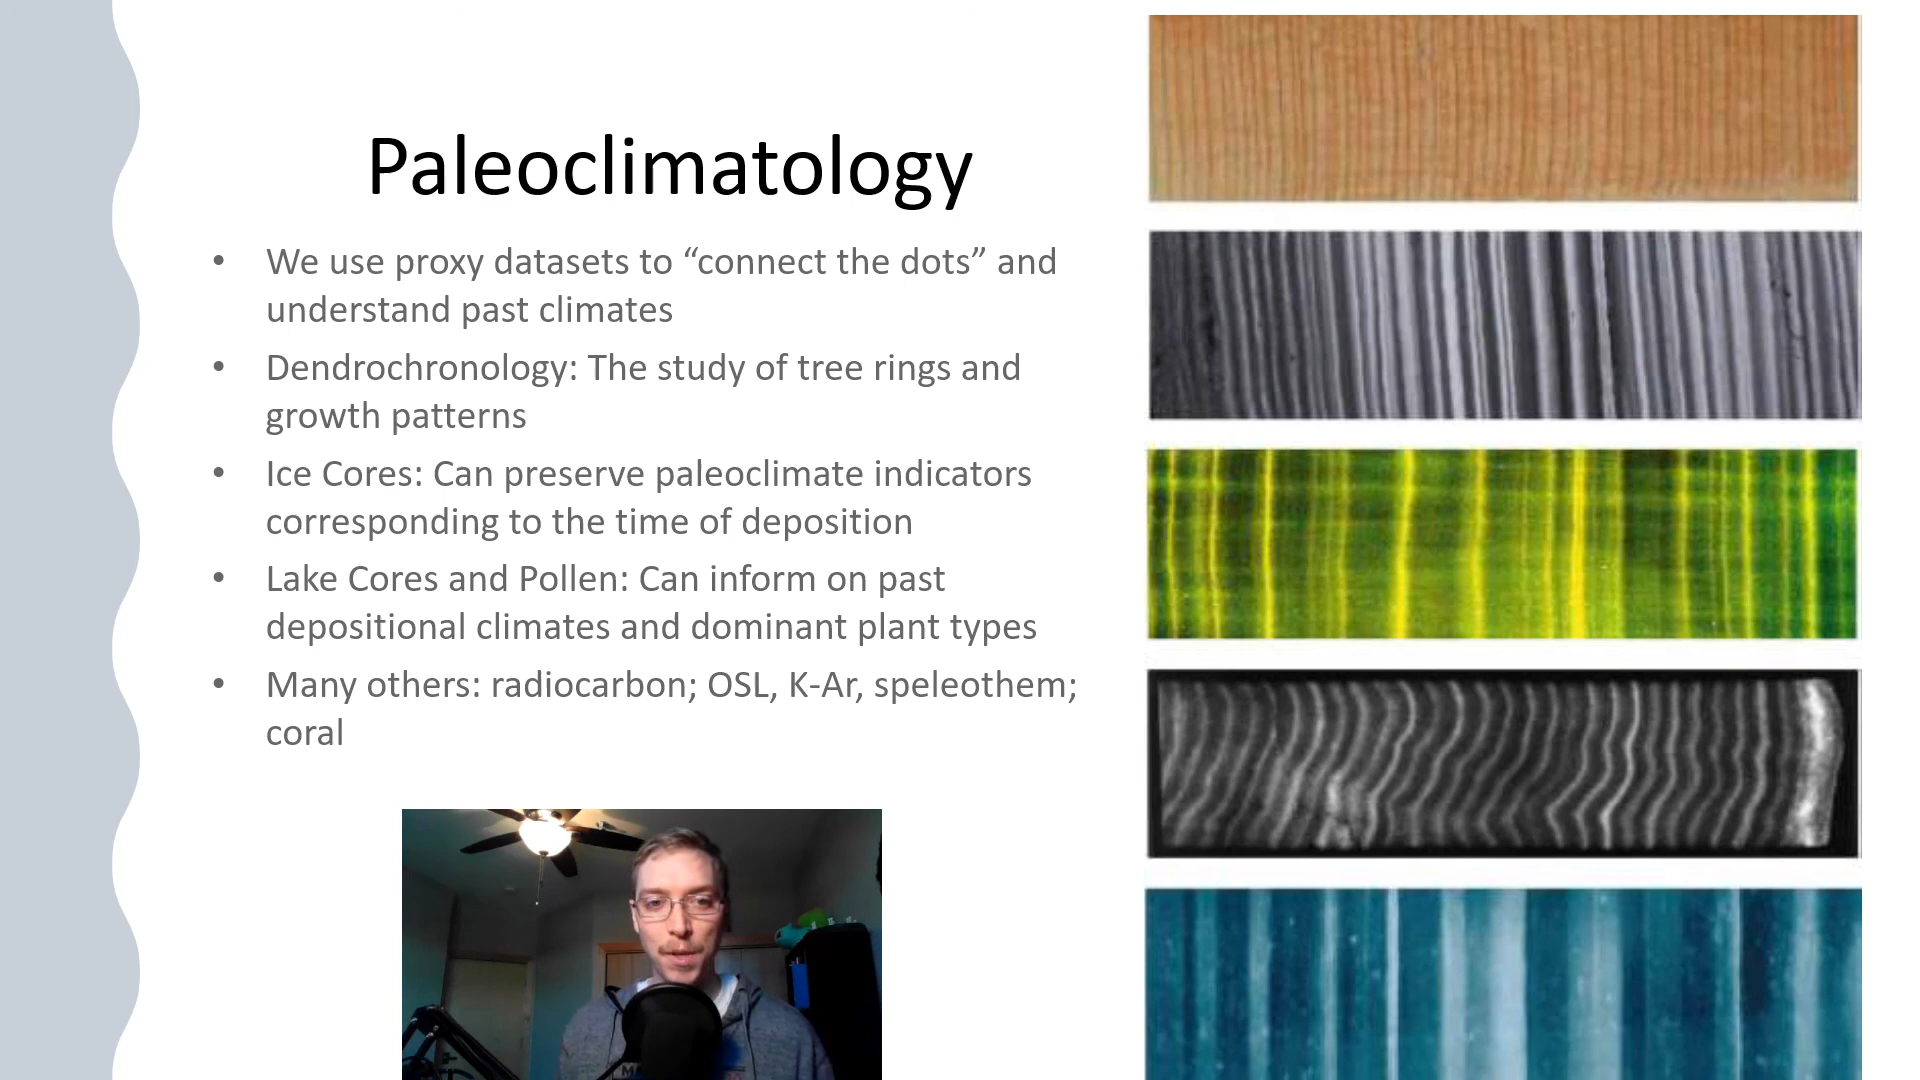 Paleoclimatology
• We use proxy datasets to “connect the dots” and
understand past climates
• Dendrochronology: The study of tree rings and
growth patterns
• Ice Cores: Can preserve paleoclimate indicators
corresponding to the time of deposition
• Lake Cores and Pollen: Can inform on past
depositional climates and dominant plant types
• Many others: radiocarbon; OSL, K-Ar, speleothem;
coral